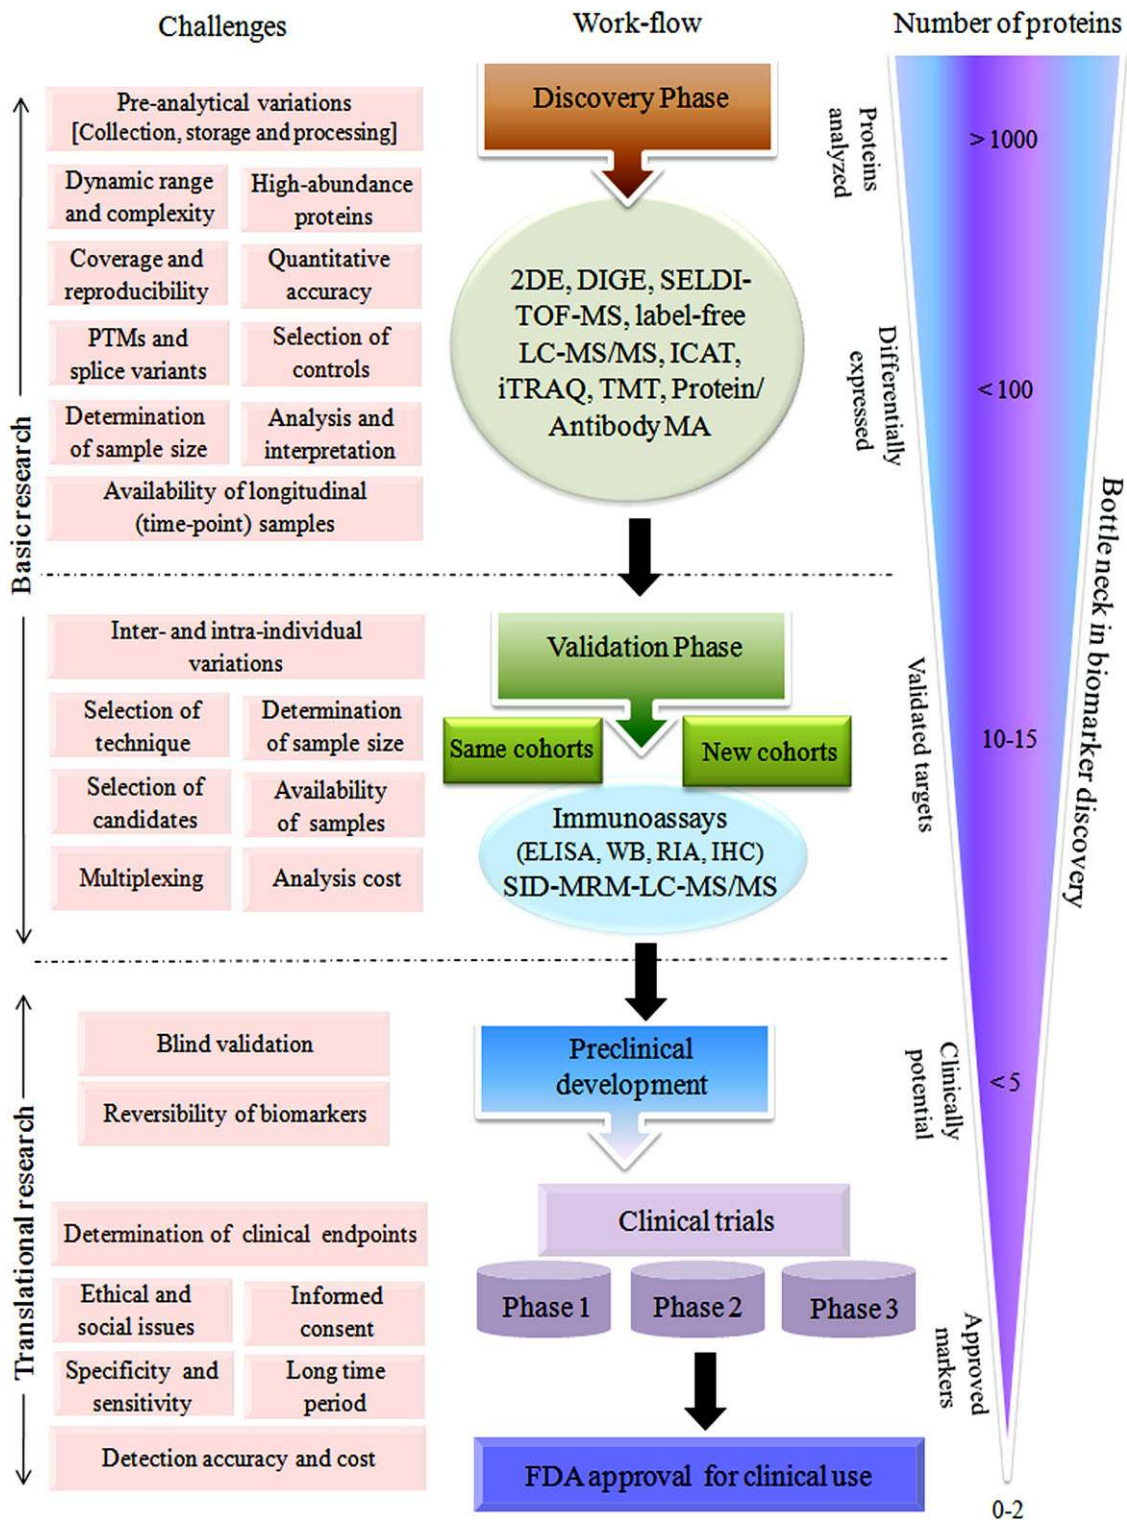 Challenges
Work-flow
Number of proteins
Basic research
Pre-analytical variations
[Collection, storage and processing]
Dynamic range
and complexity
High-abundance
proteins
Coverage and
reproducibility
Quantitative
accuracy
PTMs and
splice variants
Selection of
controls
Determination
of sample size
Analysis and
interpretation
Availability of longitudinal
(time-point) samples
Discovery Phase
2DE, DIGE, SELDI-
TOF-MS, label-free
LC-MS/MS, ICAT,
iTRAQ, TMT, Protein/
Antibody MA
Proteins
analyzed
> 1000
Differentially
expressed
< 100
Inter- and intra-individual
variations
Selection of
technique
Determination
of sample size
Selection of
candidates
Availability
of samples
Multiplexing
Analysis cost
Validation Phase
Same cohorts
New cohorts
Immunoassays
(ELISA, WB, RIA, IHC)
SID-MRM-LC-MS/MS
Validated targets
10-15
Bottle neck in biomarker discovery
Translational research
Blind validation
Reversibility of biomarkers
Determination of clinical endpoints
Ethical and
social issues
Informed
consent
Specificity and
sensitivity
Long time
period
Detection accuracy and cost
Preclinical
development
Clinical trials
Phase 1
Phase 2
Phase 3
FDA approval for clinical use
Clinically
potential
< 5
Approved
markers
0-2